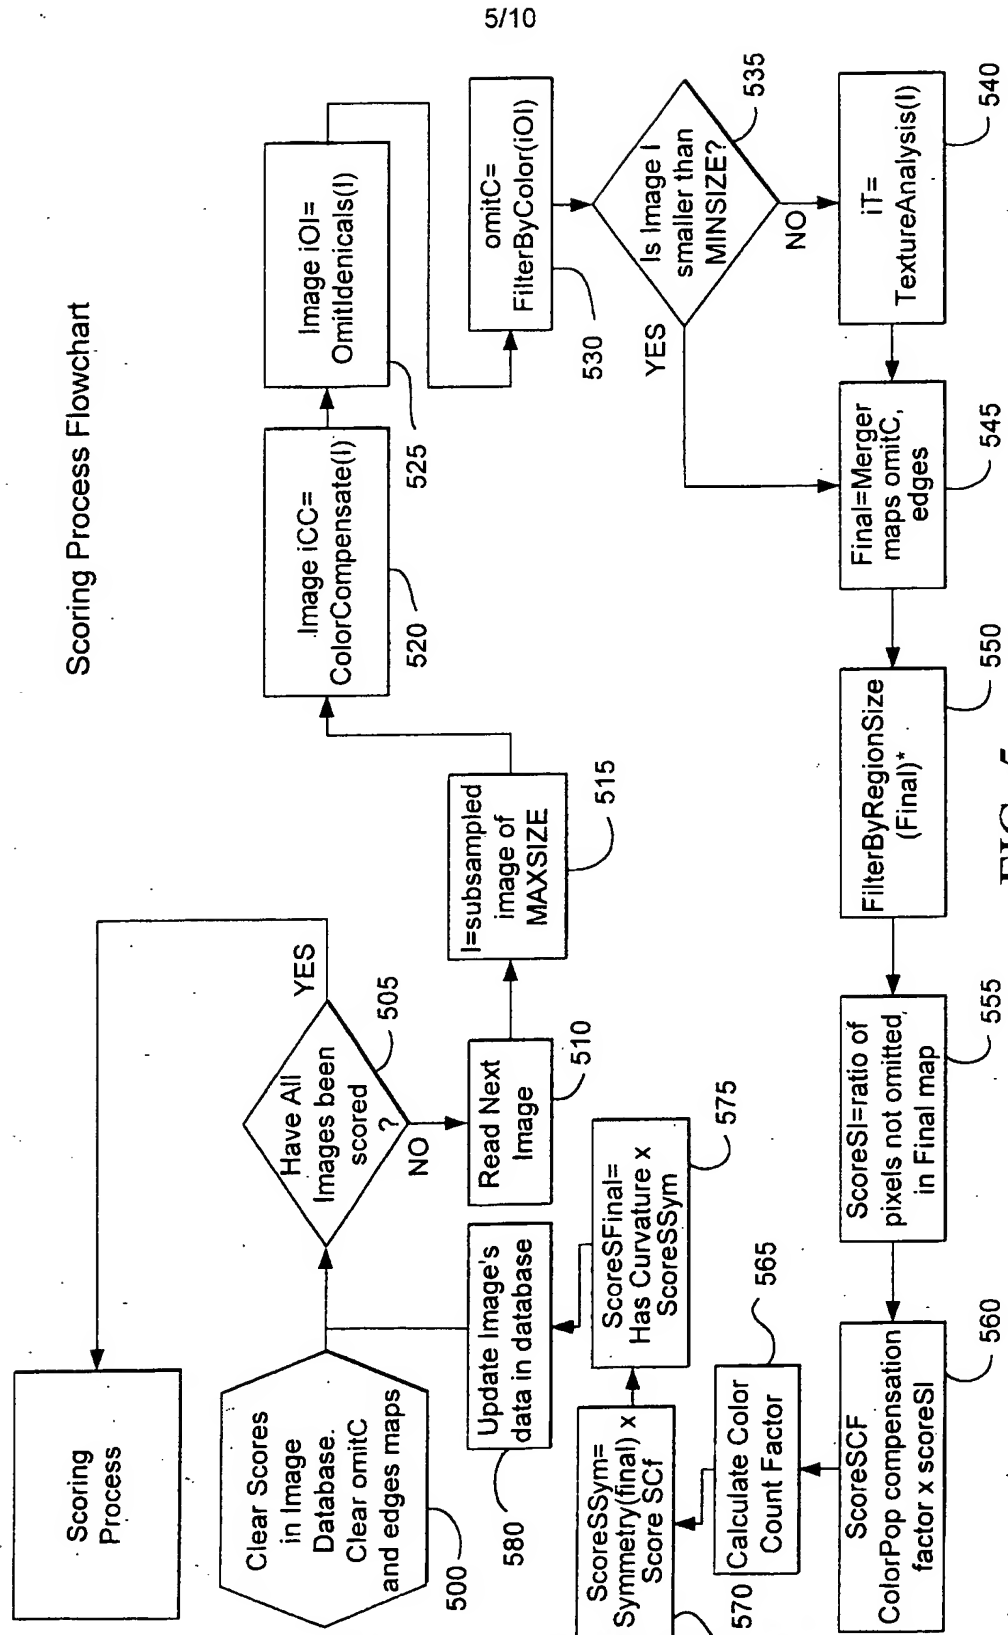 5/10
Scoring Process Flowchart
Scoring
Process
Clear Scores
in Image
Database.
Clear omitC
and edges maps
500
Have All
Images been
scored
?
505
YES
NO
Read Next
Image
510
I=subsampled
image of
MAXSIZE
515
Image iCC=
ColorCompensate(I)
520
Image iOI=
OmitIdenicals(I)
525
omitC=
FilterByColor(iOI)
530
Is Image I
smaller than
MINSIZE?
535
YES
NO
iT=
TextureAnalysis(I)
540
Final=Merger
maps omitC,
edges
545
FilterByRegionSize
(Final)*
550
ScoreSI=ratio of
pixels not omitted,
in Final map
555
ScoreSCF
ColorPop compensation
factor x scoreSI
560
Calculate Color
Count Factor
565
ScoreSSym=
Symmetry(final) x
Score SCf
570
ScoreSFinal=
Has Curvature x
ScoreSSym
575
Update Image's
data in database
580
FIG. 5